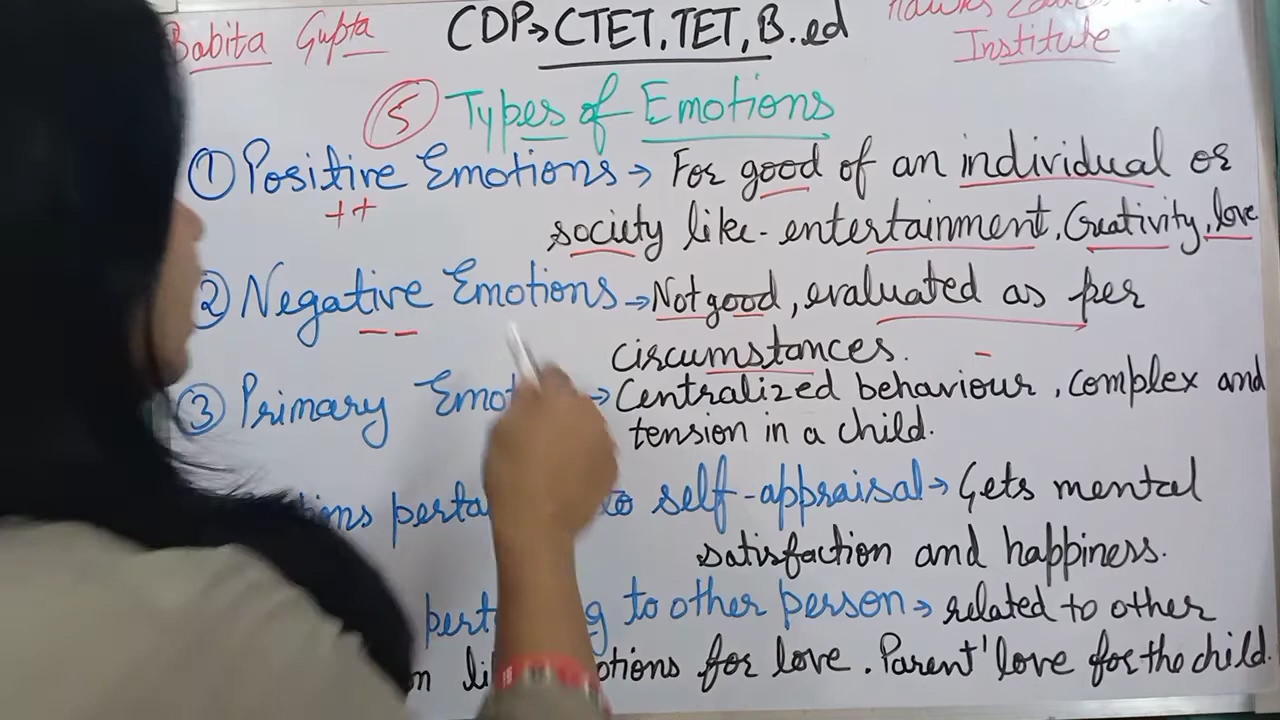 Babita Gupta
CDP→CTET, TET, B.ed
Institute
⑤ Types of Emotions
① Positive Emotions → For good of an individual or
++
society like - entertainment, Creativity, love
② Negative Emotions → Not good, evaluated as per
-- circumstances.
③ Primary → Centralized behaviour, complex and
tension in a child.
to self-appraisal → Gets mental
satisfaction and happiness.
to other person → related to other
for love. Parent' love for the child.